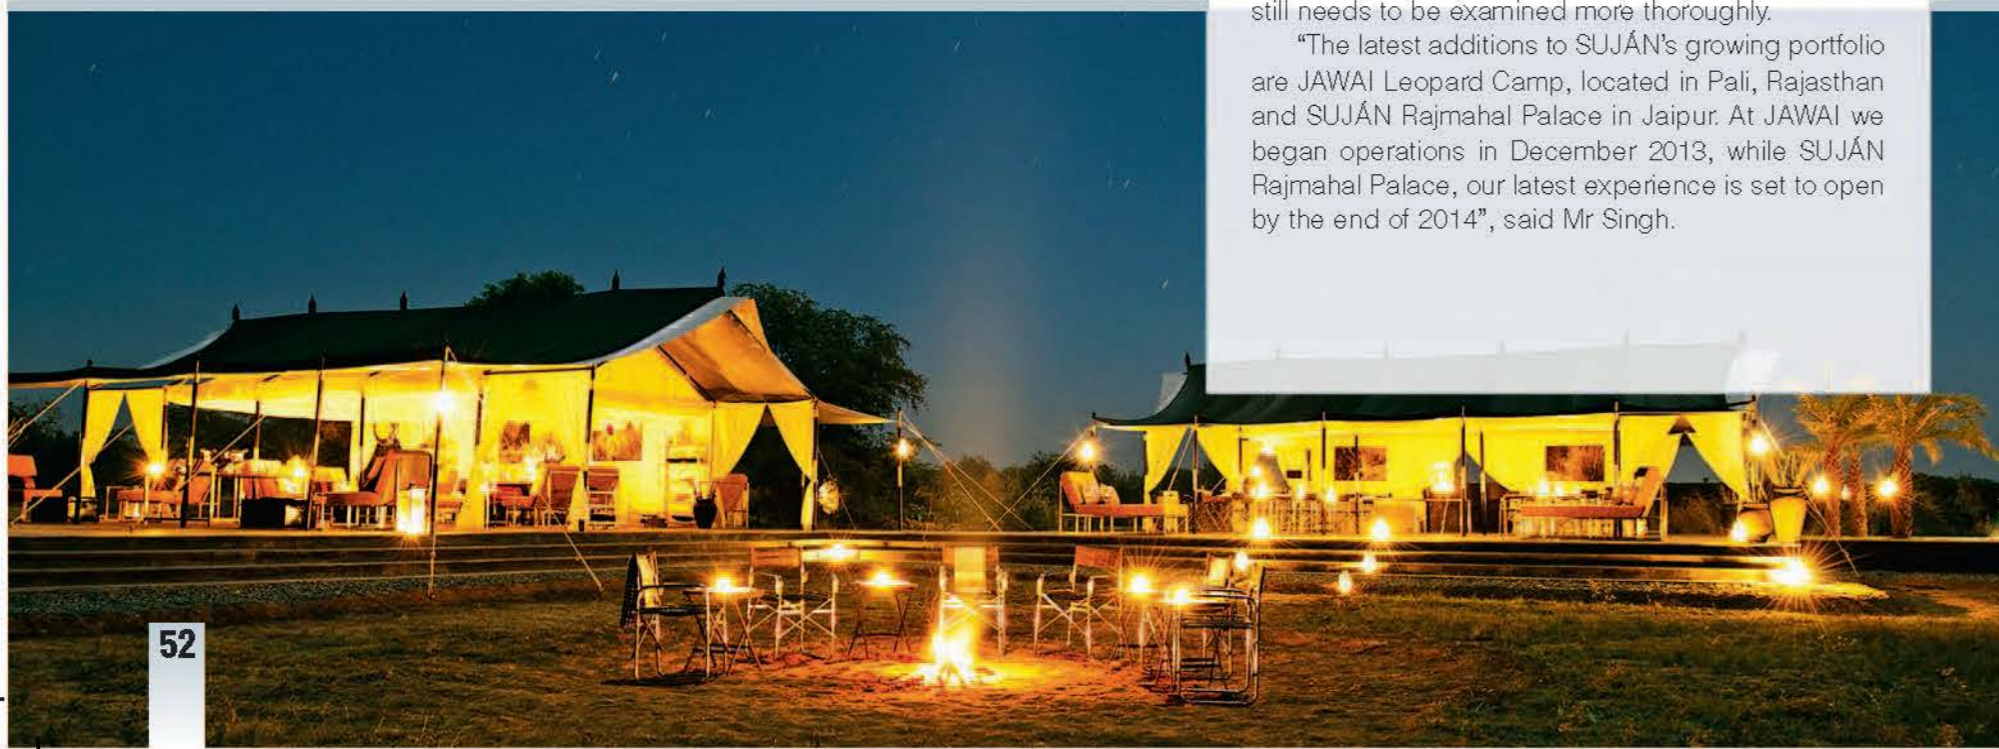 still needs to be examined more thoroughly.
“The latest additions to SUJÁN’s growing portfolio
are JAWAI Leopard Camp, located in Pali, Rajasthan
and SUJÁN Rajmahal Palace in Jaipur. At JAWAI we
began operations in December 2013, while SUJÁN
Rajmahal Palace, our latest experience is set to open
by the end of 2014”, said Mr Singh.
52